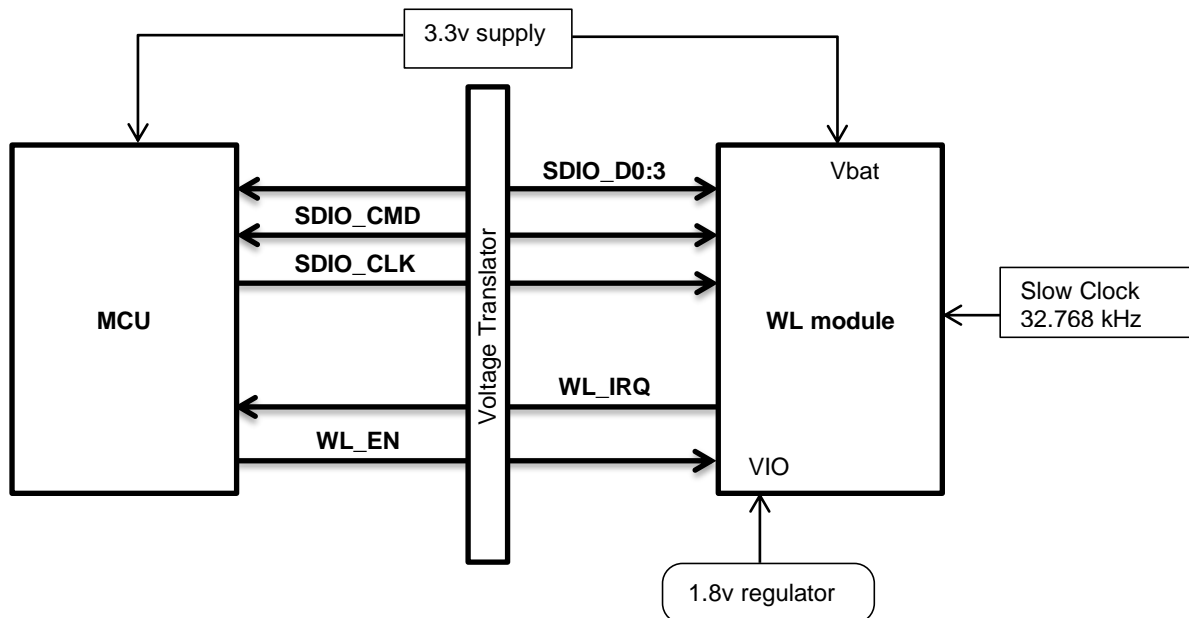 3.3v supply
Vbat
SDIO_D0:3
SDIO_CMD
SDIO_CLK
Voltage Translator
MCU
WL module
Slow Clock
32.768 kHz
WL_IRQ
WL_EN
VIO
1.8v regulator